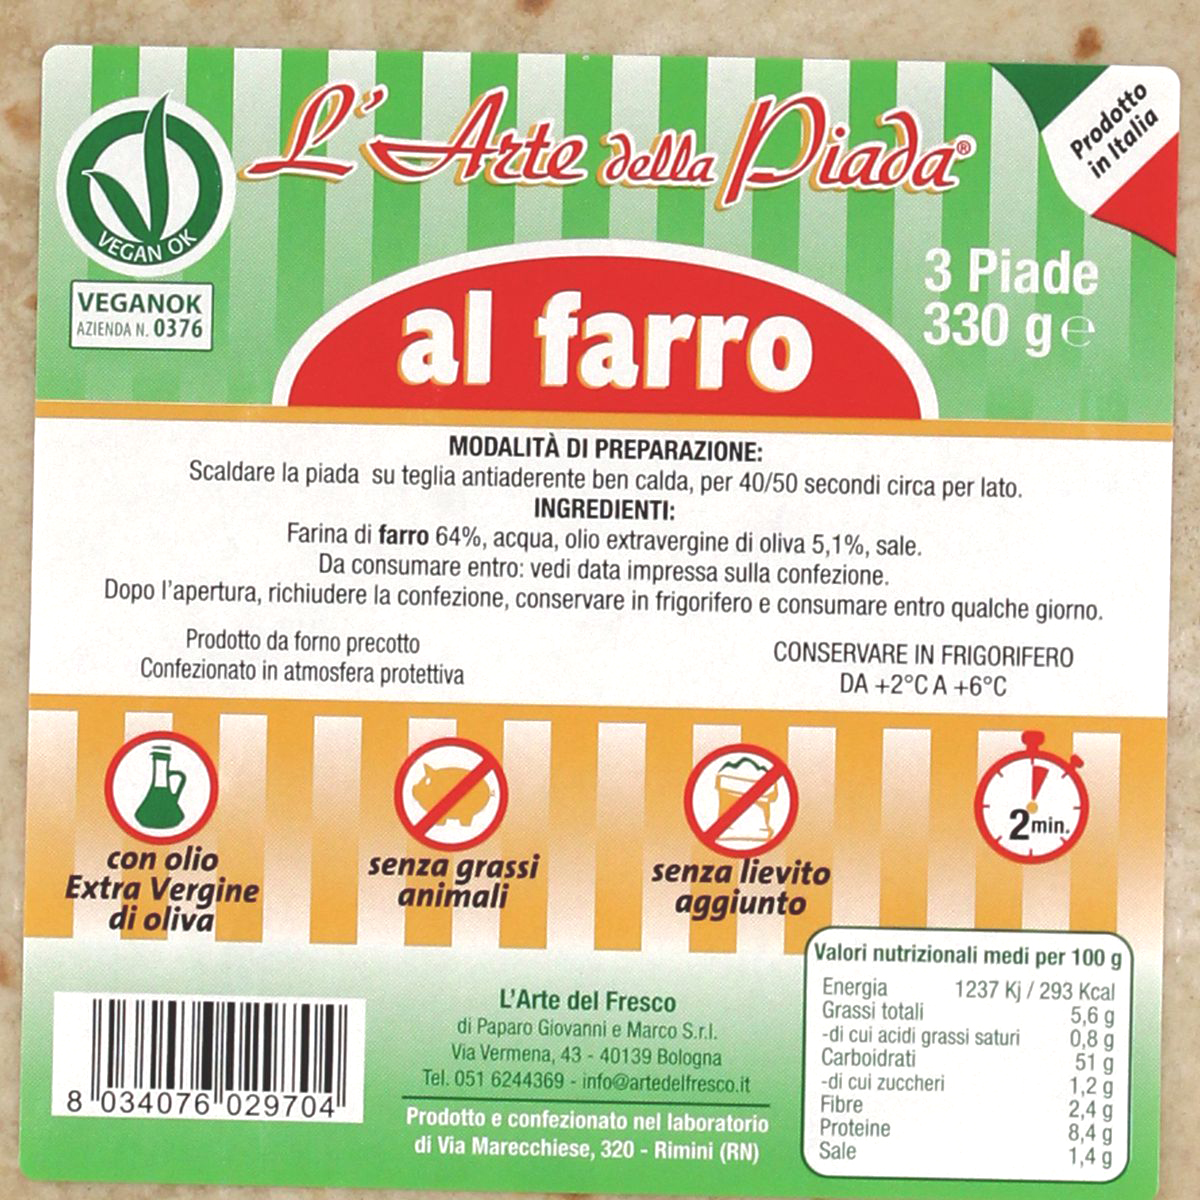 L'Arte della Piada®
Prodotto
in Italia
VEGAN OK
VEGANOK
AZIENDA N. 0376
al farro
3 Piade
330 g ℮
MODALITÀ DI PREPARAZIONE:
Scaldare la piada su teglia antiaderente ben calda, per 40/50 secondi circa per lato.
INGREDIENTI:
Farina di farro 64%, acqua, olio extravergine di oliva 5,1%, sale.
Da consumare entro: vedi data impressa sulla confezione.
Dopo l'apertura, richiudere la confezione, conservare in frigorifero e consumare entro qualche giorno.
Prodotto da forno precotto
Confezionato in atmosfera protettiva
CONSERVARE IN FRIGORIFERO
DA +2°C A +6°C
con olio
Extra Vergine
di oliva
senza grassi
animali
senza lievito
aggiunto
2 min.
8 034076 029704
L'Arte del Fresco
di Paparo Giovanni e Marco S.r.l.
Via Vermena, 43 - 40139 Bologna
Tel. 051 6244369 - info@artedelfresco.it
Prodotto e confezionato nel laboratorio
di Via Marecchiese, 320 - Rimini (RN)
Valori nutrizionali medi per 100 g
Energia 1237 Kj / 293 Kcal
Grassi totali 5,6 g
-di cui acidi grassi saturi 0,8 g
Carboidrati 51 g
-di cui zuccheri 1,2 g
Fibre 2,4 g
Proteine 8,4 g
Sale 1,4 g